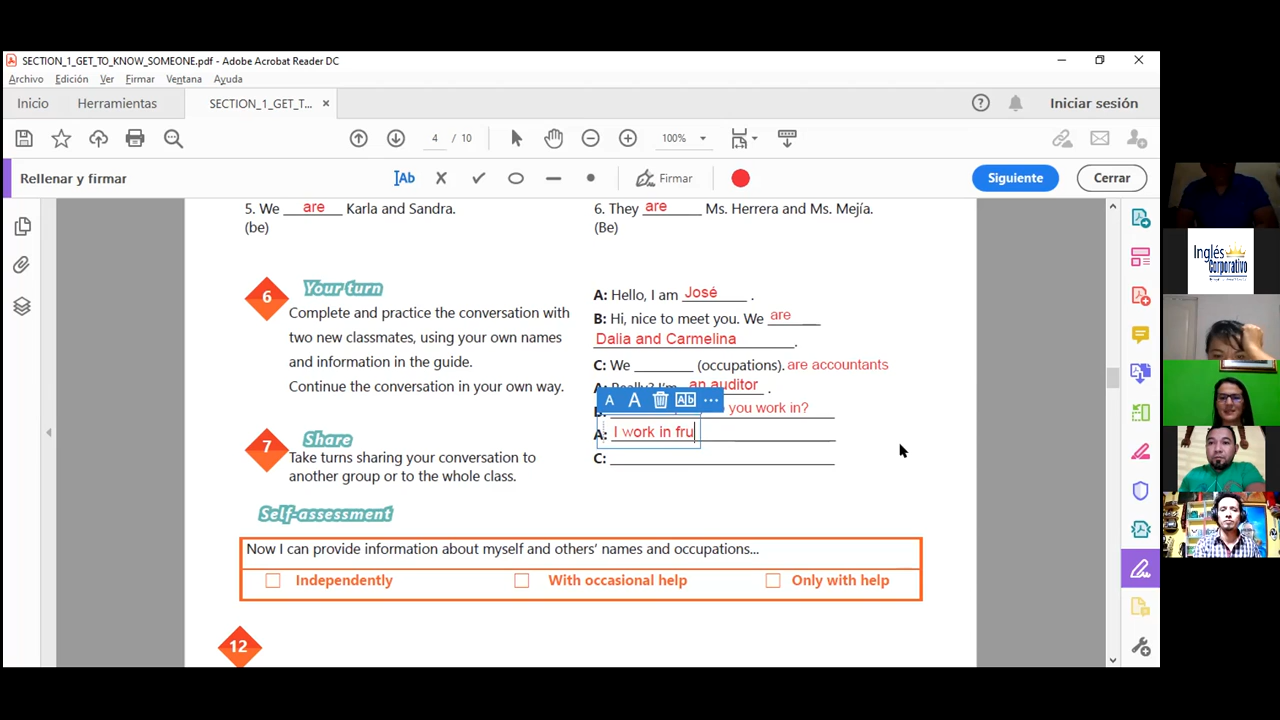 SECTION_1_GET_TO_KNOW_SOMEONE.pdf - Adobe Acrobat Reader DC
Archivo Edición Ver Firmar Ventana Ayuda
Inicio Herramientas SECTION_1_GET_T... Iniciar sesión
4 / 10 100%
Rellenar y firmar Ab Firmar Siguiente Cerrar
5. We are Karla and Sandra.
(be)
6. They are Ms. Herrera and Ms. Mejía.
(Be)
6 Your turn
Complete and practice the conversation with
two new classmates, using your own names
and information in the guide.
Continue the conversation in your own way.
A: Hello, I am José .
B: Hi, nice to meet you. We are
Dalia and Carmelina .
C: We (occupations). are accountants
A: Really? I'm an auditor .
A A Ab
B: you work in?
A: I work in fru
C:
7 Share
Take turns sharing your conversation to
another group or to the whole class.
Self-assessment
Now I can provide information about myself and others' names and occupations...
Independently With occasional help Only with help
12
Inglés
Corporativo